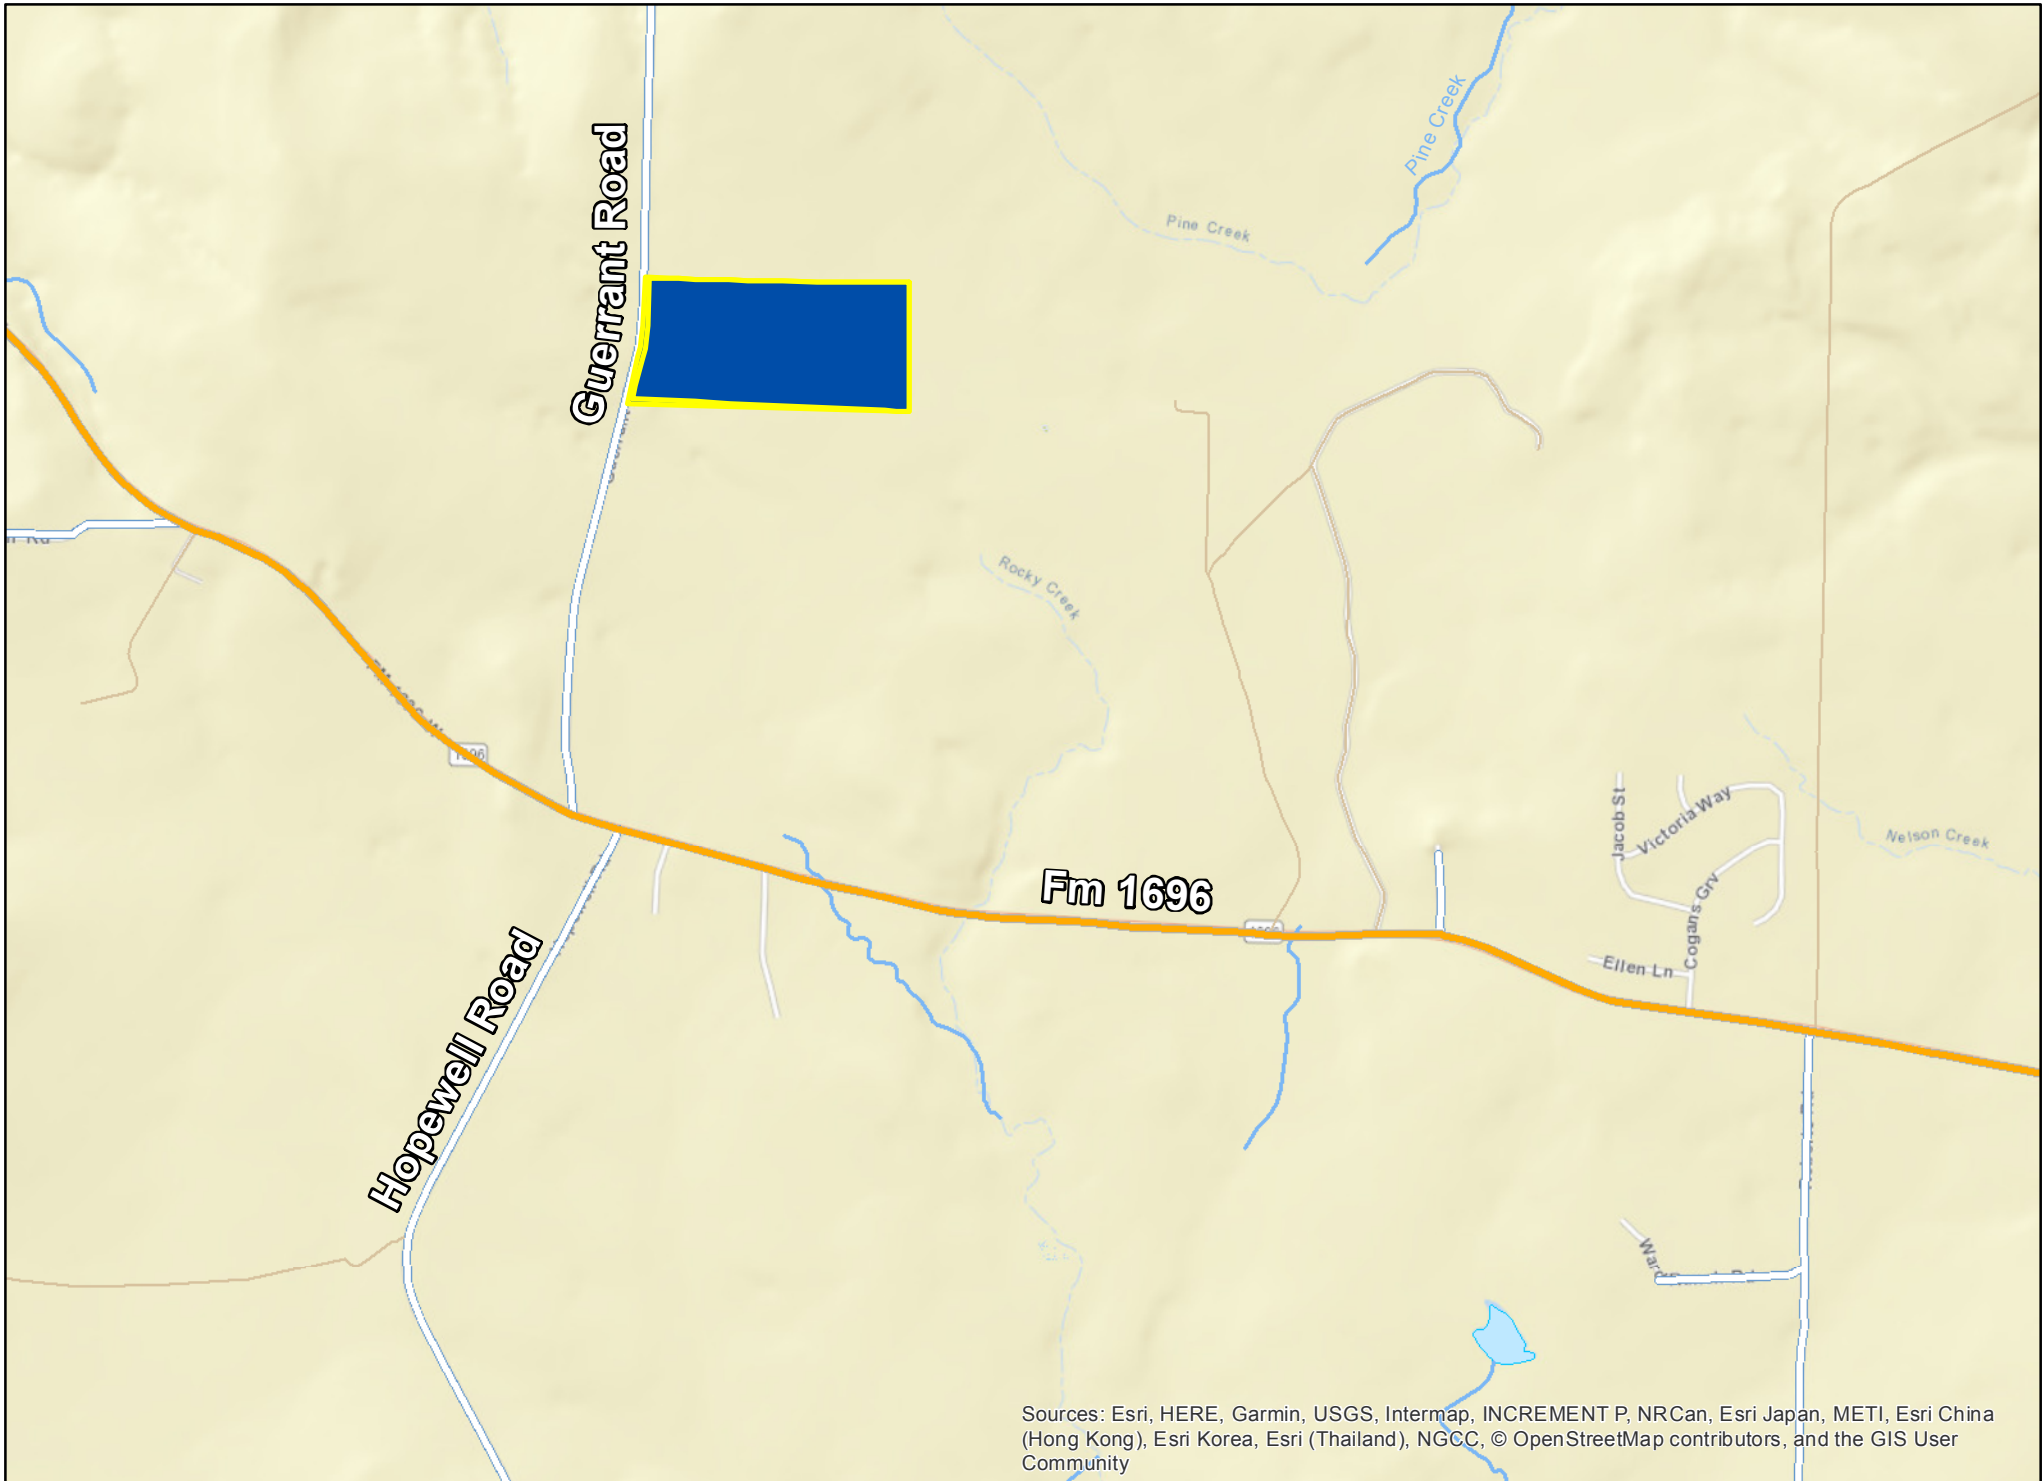 Pine Creek
Guerrant Road
Pine Creek
Rocky Creek
Jacob St
Victoria Way
Nelson Creek
Fm 1696
Cogans Grv
Ellen Ln
Hopewell Road
Sources: Esri, HERE, Garmin, USGS, Intermap, INCREMENT P, NRCan, Esri Japan, METI, Esri China
(Hong Kong), Esri Korea, Esri (Thailand), NGCC, © OpenStreetMap contributors, and the GIS User
Community